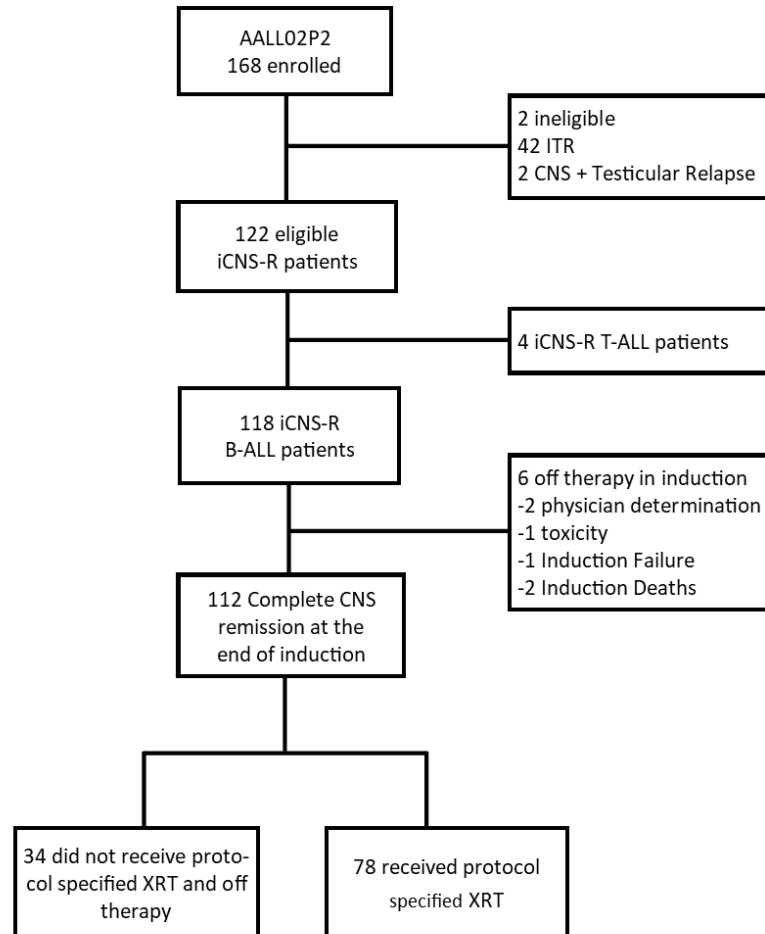 AALL02P2
168 enrolled
2 ineligible
42 ITR
2 CNS + Testicular Relapse
122 eligible
iCNS-R patients
4 iCNS-R T-ALL patients
118 iCNS-R
B-ALL patients
6 off therapy in induction
-2 physician determination
-1 toxicity
-1 Induction Failure
-2 Induction Deaths
112 Complete CNS
remission at the
end of induction
34 did not receive proto-
col specified XRT and off
therapy
78 received protocol
specified XRT